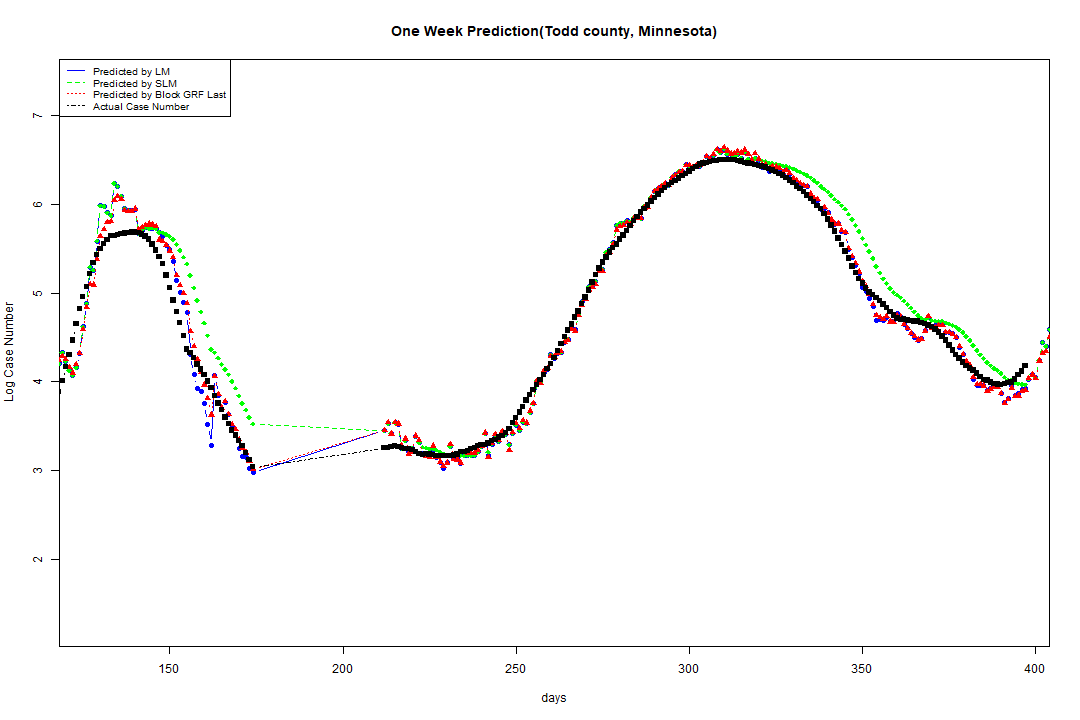 One Week Prediction(Todd county, Minnesota)
Predicted by LM
Predicted by SLM
Predicted by Block GRF Last
Actual Case Number
7
6
5
4
3
2
Log Case Number
150 200 250 300 350 400
days